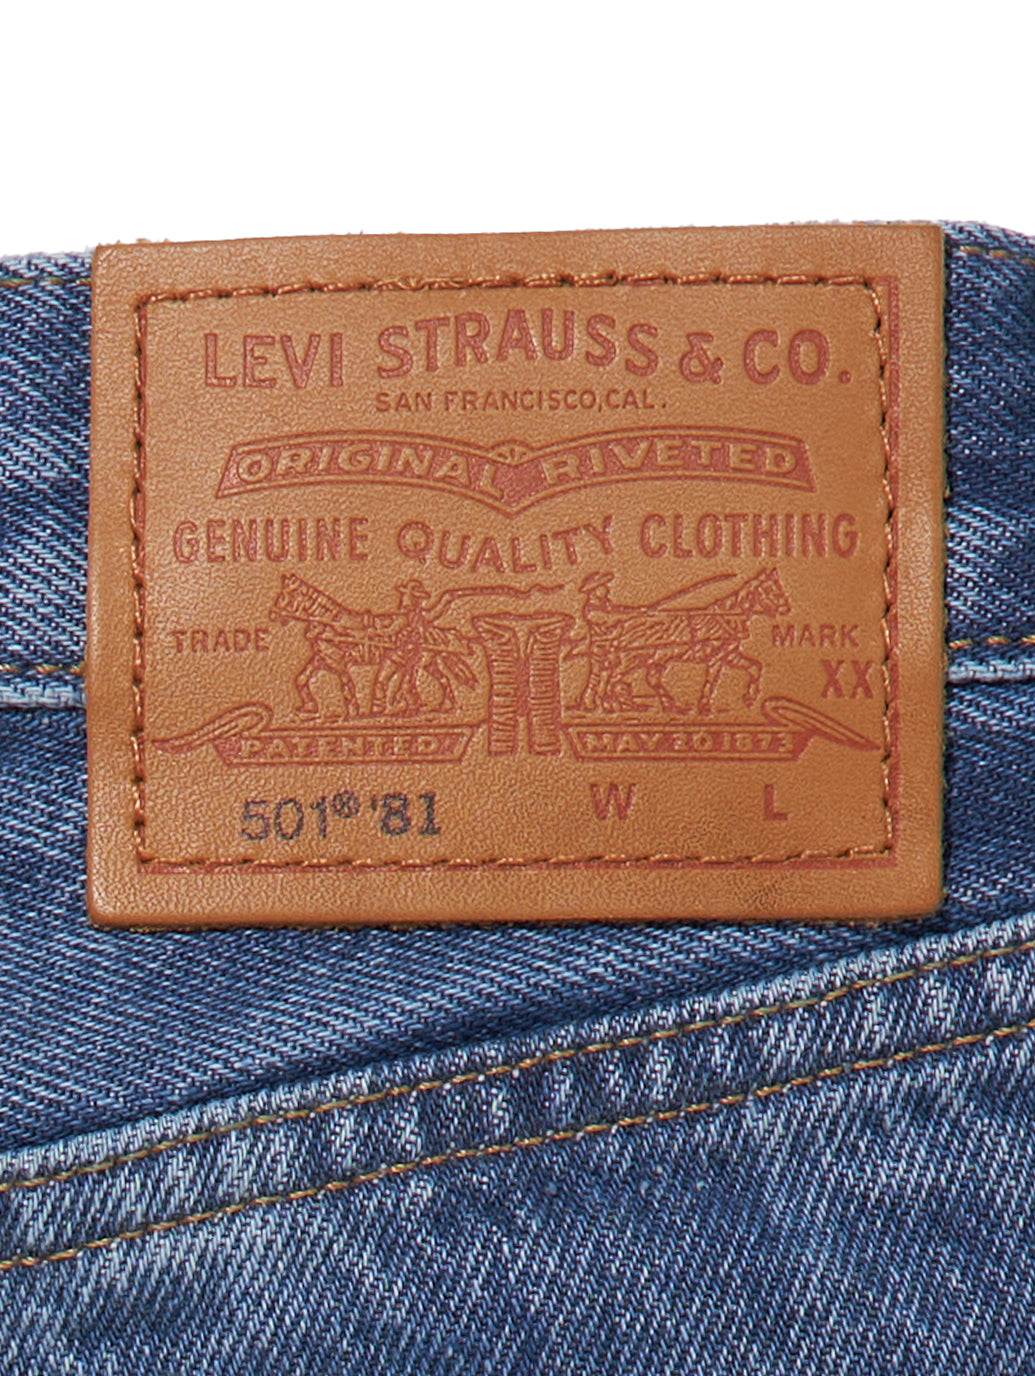 LEVI STRAUSS & CO.
SAN FRANCISCO, CAL.
ORIGINAL RIVETED
GENUINE QUALITY CLOTHING
TRADE MARK
XX
PATENTED MAY 20 1873
501® '81 W L